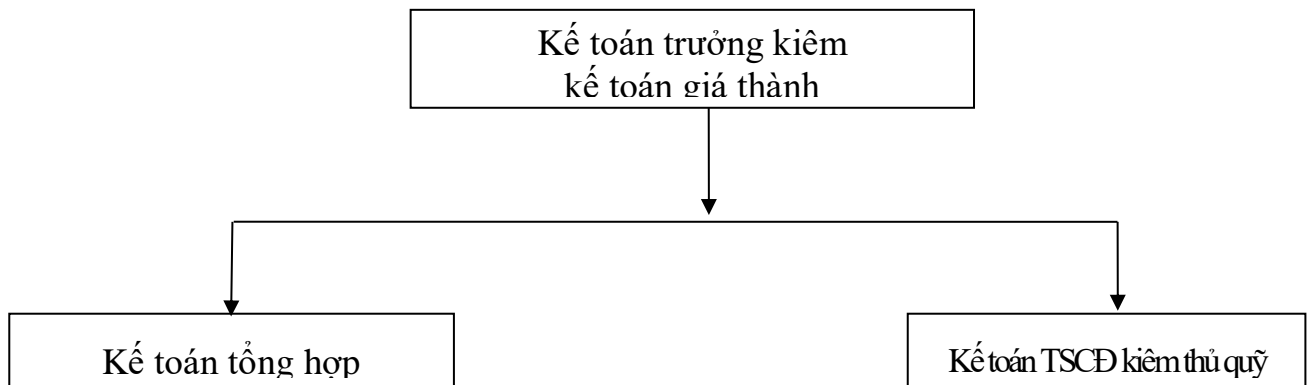 Kế toán trưởng kiêm
kế toán giá thành
Kế toán tổng hợp
Kế toán TSCĐ kiêm thủ quỹ